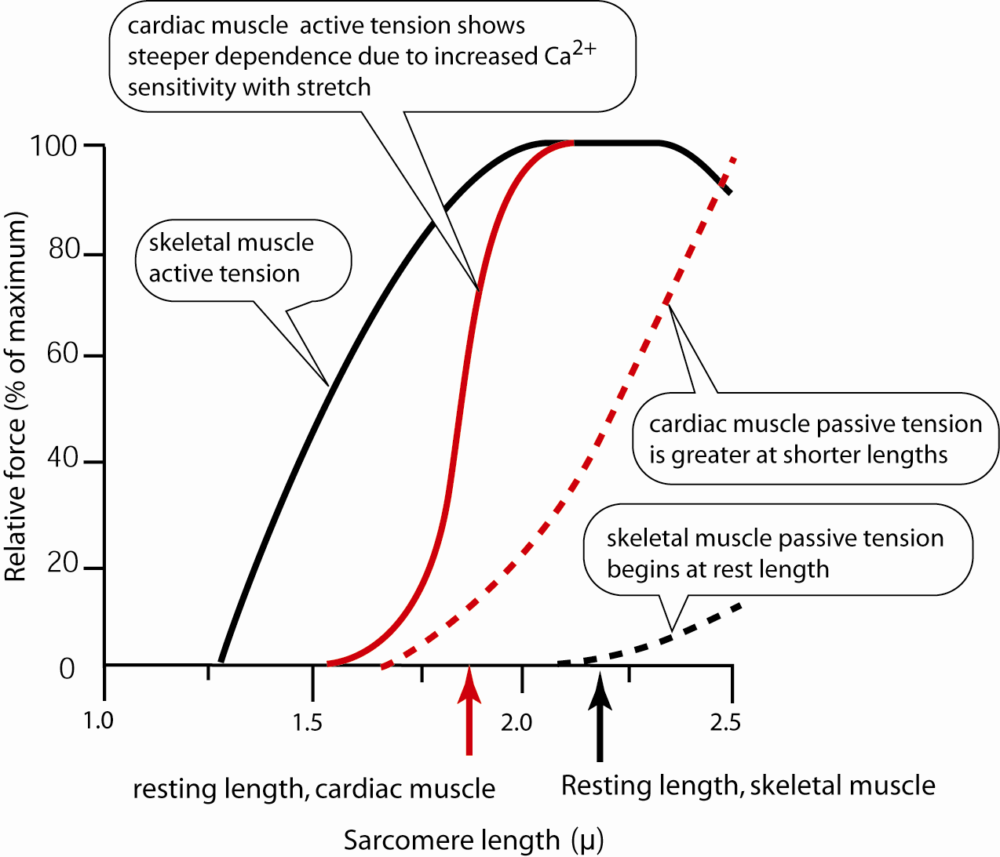 cardiac muscle active tension shows
steeper dependence due to increased Ca2+
sensitivity with stretch
skeletal muscle
active tension
Relative force (% of maximum)
100
80
60
40
20
0
cardiac muscle passive tension
is greater at shorter lengths
skeletal muscle passive tension
begins at rest length
1.0
1.5
2.0
2.5
resting length, cardiac muscle
Resting length, skeletal muscle
Sarcomere length (μ)